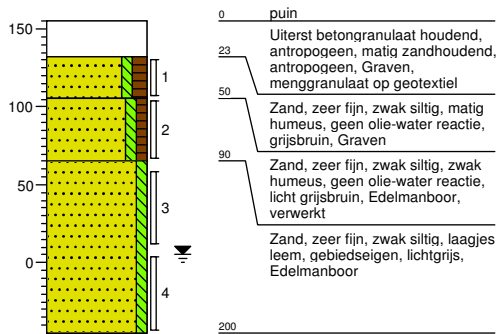 150
100
50
0
1
2
3
4
0
puin
Uiterst betongranulaat houdend,
antropogeen, matig zandhoudend,
antropogeen, Graven,
menggranulaat op geotextiel
23
50
Zand, zeer fijn, zwak siltig, matig
humeus, geen olie-water reactie,
grijsbruin, Graven
90
Zand, zeer fijn, zwak siltig, zwak
humeus, geen olie-water reactie,
licht grijsbruin, Edelmanboor,
verwerkt
Zand, zeer fijn, zwak siltig, laagjes
leem, gebiedseigen, lichtgrijs,
Edelmanboor
200